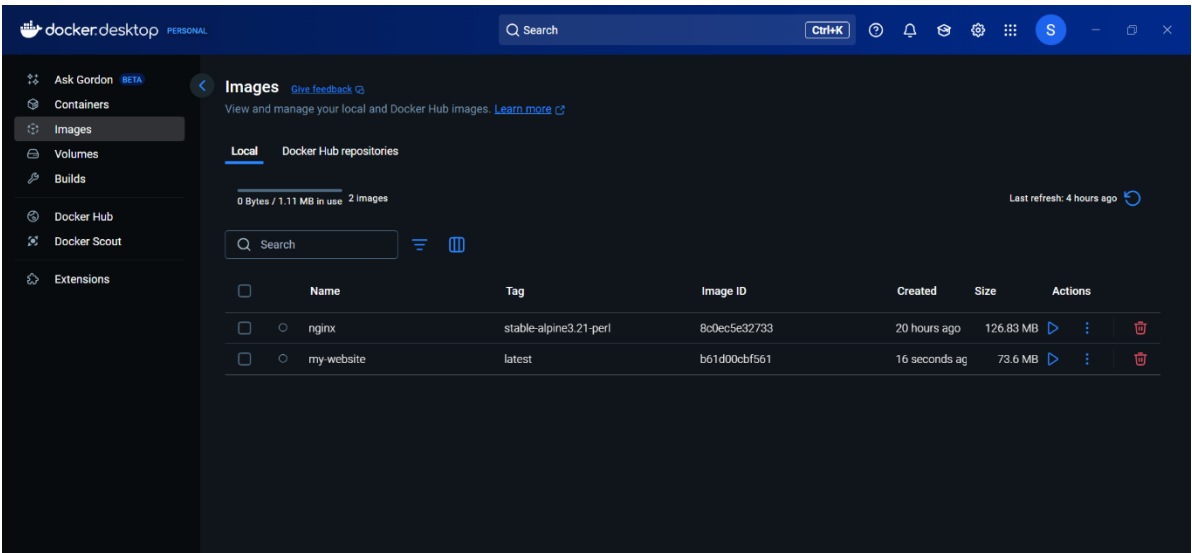 docker.desktop PERSONAL Search Ctrl+K S
Ask Gordon BETA
Containers
Images
Volumes
Builds
Docker Hub
Docker Scout
Extensions
Images Give feedback
View and manage your local and Docker Hub images. Learn more
Local Docker Hub repositories
0 Bytes / 1.11 MB in use 2 images Last refresh: 4 hours ago
Search
Name Tag Image ID Created Size Actions
nginx stable-alpine3.21-perl 8c0ec5e32733 20 hours ago 126.83 MB
my-website latest b61d00cbf561 16 seconds ag 73.6 MB